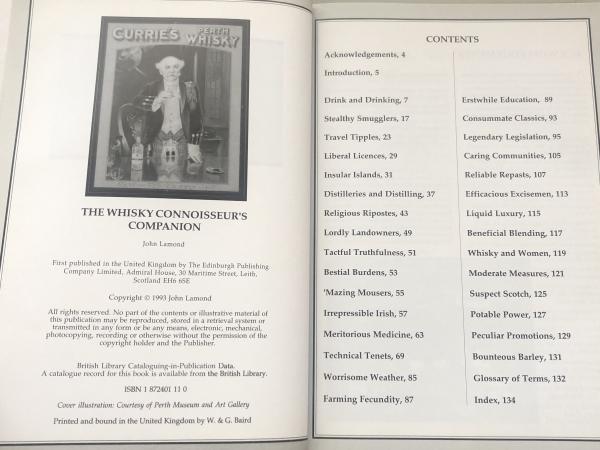 CURRIE'S PERTH
WHISKY
THE WHISKY CONNOISSEUR'S
COMPANION
John Lamond
First published in the United Kingdom by The Edinburgh Publishing
Company Limited, Admiral House, 30 Maritime Street, Leith,
Scotland EH6 6SE
Copyright © 1993 John Lamond
All rights reserved. No part of the contents or illustrative material of
this publication may be reproduced, stored in a retrieval system or
transmitted in any form or be any means, electronic, mechanical,
photocopying, recording or otherwise without the permission of the
copyright holder and the Publisher.
British Library Cataloguing-in-Publication Data.
A catalogue record for this book is available from the British Library.
ISBN 1 872401 11 0
Cover illustration: Courtesy of Perth Museum and Art Gallery
Printed and bound in the United Kingdom by W. & G. Baird
CONTENTS
Acknowledgements, 4
Introduction, 5
Drink and Drinking, 7
Stealthy Smugglers, 17
Travel Tipples, 23
Liberal Licences, 29
Insular Islands, 31
Distilleries and Distilling, 37
Religious Ripostes, 43
Lordly Landowners, 49
Tactful Truthfulness, 51
Bestial Burdens, 53
'Mazing Mousers, 55
Irrepressible Irish, 57
Meritorious Medicine, 63
Technical Tenets, 69
Worrisome Weather, 85
Farming Fecundity, 87
Erstwhile Education, 89
Consummate Classics, 93
Legendary Legislation, 95
Caring Communities, 105
Reliable Repasts, 107
Efficacious Excisemen, 113
Liquid Luxury, 115
Beneficial Blending, 117
Whisky and Women, 119
Moderate Measures, 121
Suspect Scotch, 125
Potable Power, 127
Peculiar Promotions, 129
Bounteous Barley, 131
Glossary of Terms, 132
Index, 134